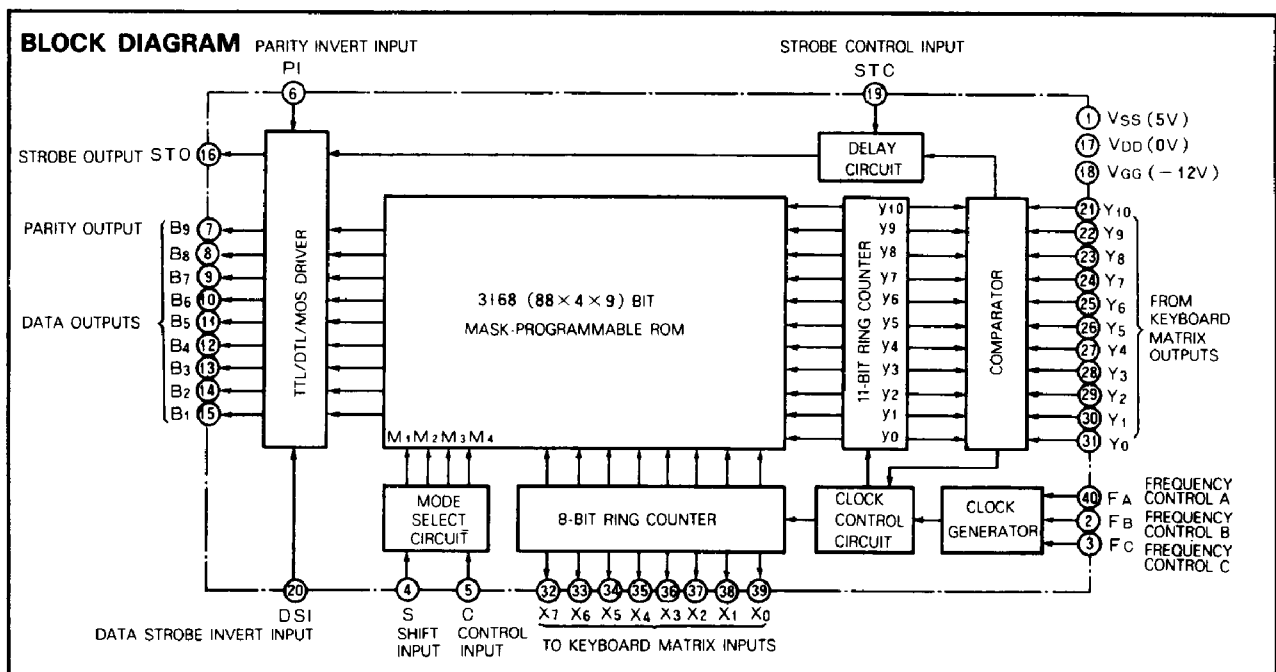 BLOCK DIAGRAM
PARITY INVERT INPUT
PI
6
STROBE CONTROL INPUT
STC
19
1 VSS (5V)
17 VDD (0V)
18 VGG (−12V)
STROBE OUTPUT STO 16
DELAY
CIRCUIT
PARITY OUTPUT B9 7
B8 8
B7 9
B6 10
DATA OUTPUTS B5 11
B4 12
B3 13
B2 14
B1 15
TTL/DTL/MOS DRIVER
3168 (88×4×9) BIT
MASK-PROGRAMMABLE ROM
M1 M2 M3 M4
11-BIT RING COUNTER
y10
y9
y8
y7
y6
y5
y4
y3
y2
y1
y0
COMPARATOR
21 Y10
22 Y9
23 Y8
24 Y7
25 Y6
26 Y5
27 Y4
28 Y3
29 Y2
30 Y1
31 Y0
FROM
KEYBOARD
MATRIX
OUTPUTS
MODE
SELECT
CIRCUIT
8-BIT RING COUNTER
CLOCK
CONTROL
CIRCUIT
CLOCK
GENERATOR
40 FA FREQUENCY
CONTROL A
2 FB FREQUENCY
CONTROL B
3 FC FREQUENCY
CONTROL C
20 4 5 32 33 34 35 36 37 38 39
DSI S C X7 X6 X5 X4 X3 X2 X1 X0
DATA STROBE INVERT INPUT
SHIFT
INPUT
CONTROL
INPUT
TO KEYBOARD MATRIX INPUTS